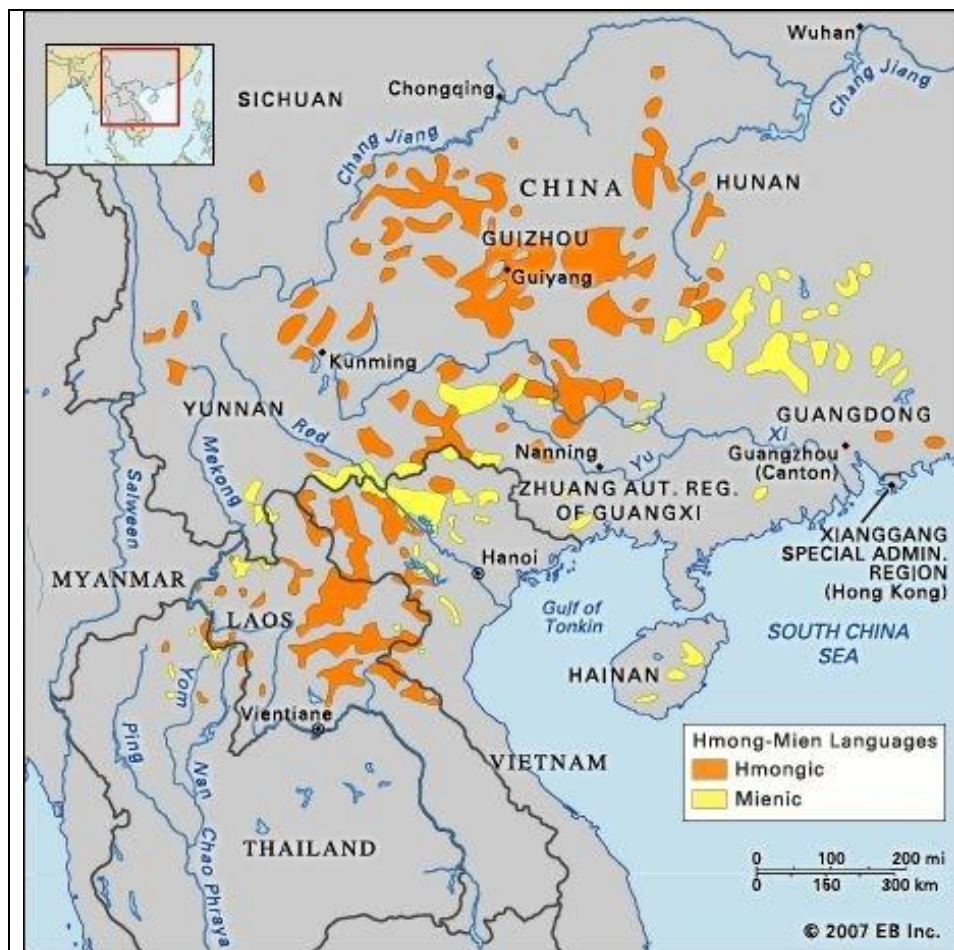 Wuhan
Chang Jiang
Chongqing
SICHUAN
Chang Jiang
CHINA
HUNAN
GUIZHOU
Guiyang
Kunming
YUNNAN
Red
GUANGDONG
Xi
Nanning
Yu
Guangzhou
(Canton)
Mekong
Salween
ZHUANG AUT. REG.
OF GUANGXI
XIANGGANG
SPECIAL ADMIN.
REGION
(Hong Kong)
Hanoi
MYANMAR
LAOS
Gulf of
Tonkin
SOUTH CHINA
SEA
HAINAN
Yom
Vientiane
Ping
Nan
VIETNAM
Chao Phraya
THAILAND
Hmong-Mien Languages
Hmongic
Mienic
0 100 200 mi
0 150 300 km
© 2007 EB Inc.